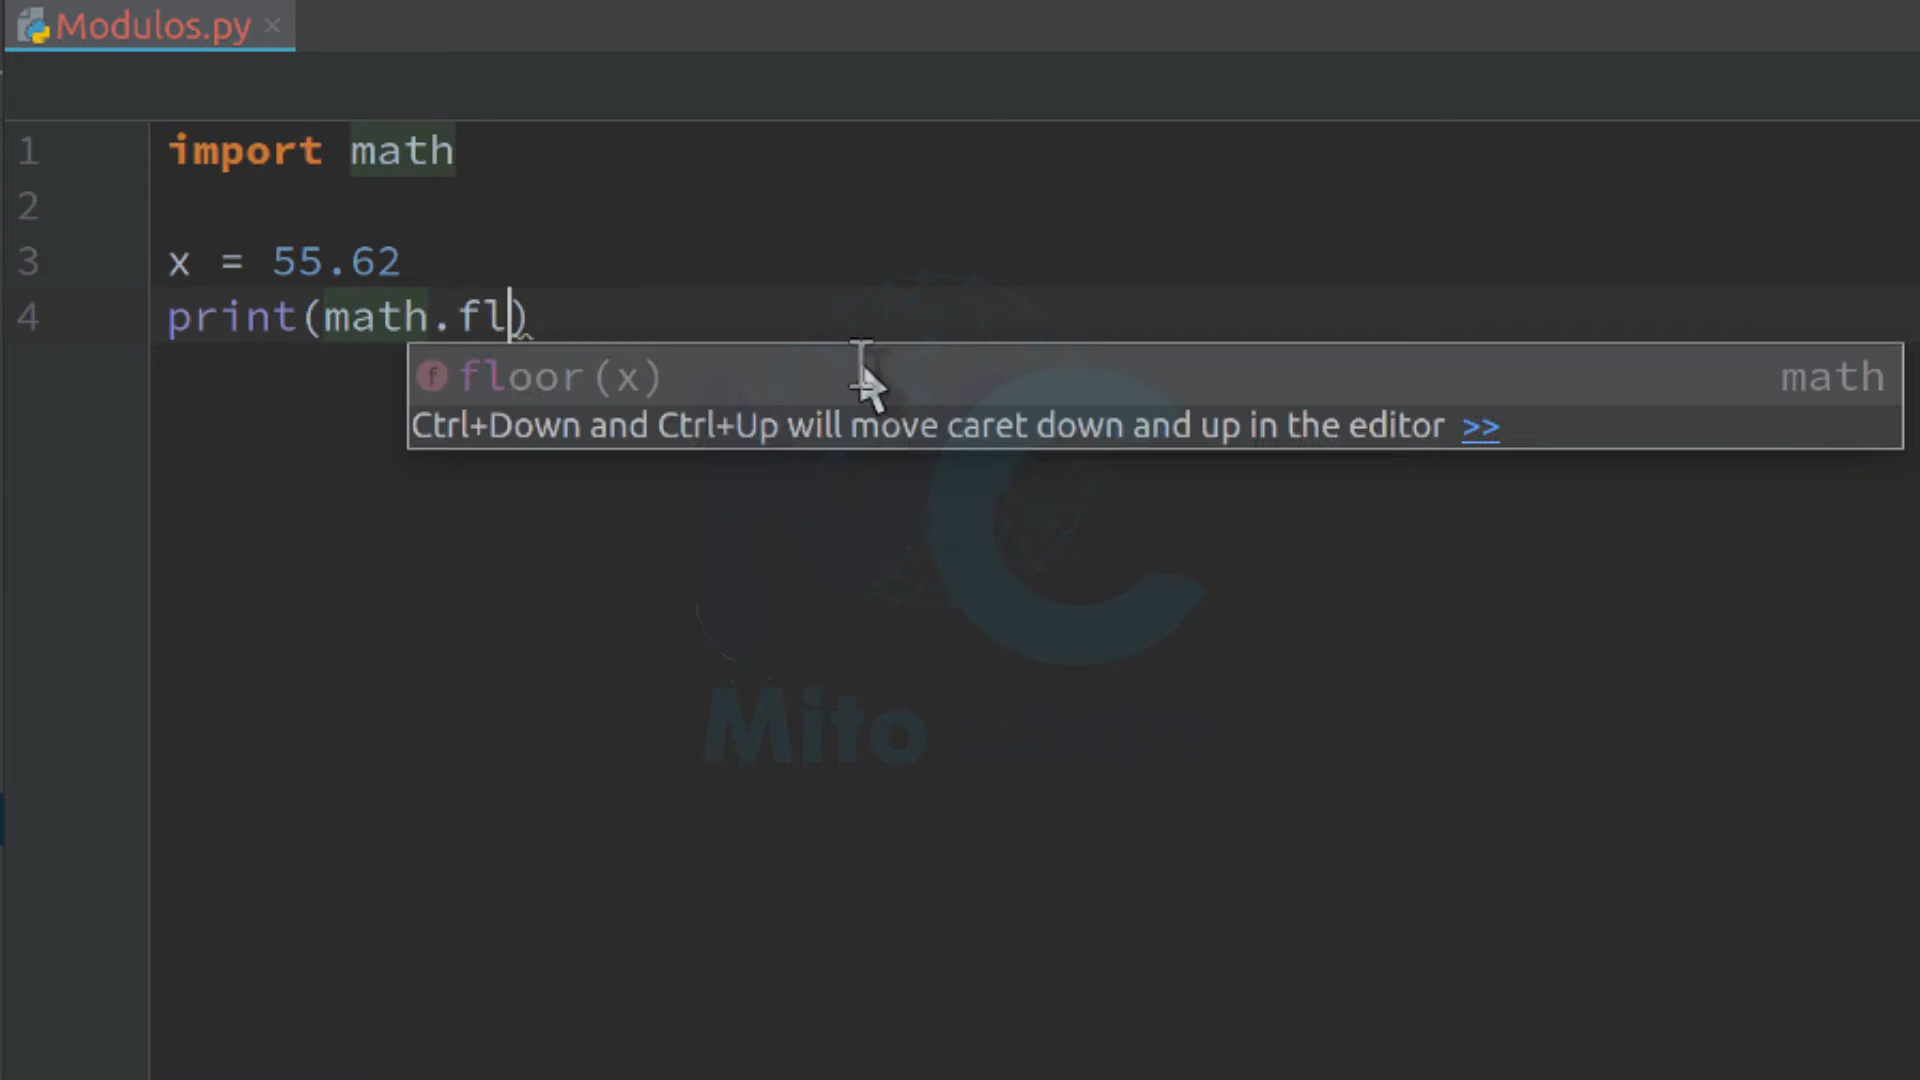 Modulos.py
1 import math
2
3 x = 55.62
4 print(math.fl)
floor(x) math
Ctrl+Down and Ctrl+Up will move caret down and up in the editor >>
Mito